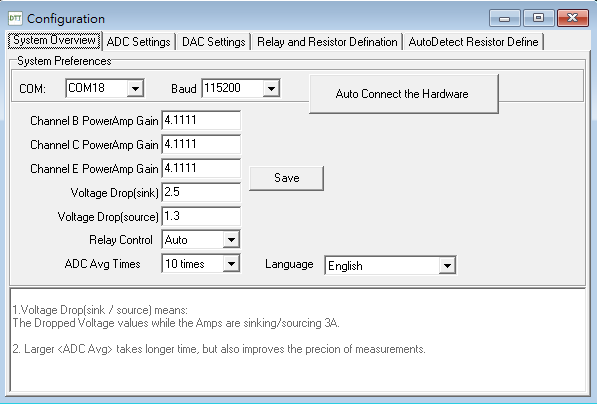 DTT Configuration
System Overview ADC Settings DAC Settings Relay and Resistor Defination AutoDetect Resistor Define
System Preferences
COM: COM18 Baud 115200 Auto Connect the Hardware
Channel B PowerAmp Gain 4.1111
Channel C PowerAmp Gain 4.1111
Channel E PowerAmp Gain 4.1111
Save
Voltage Drop(sink) 2.5
Voltage Drop(source) 1.3
Relay Control Auto
ADC Avg Times 10 times Language English
1.Voltage Drop(sink / source) means:
The Dropped Voltage values while the Amps are sinking/sourcing 3A.
2. Larger <ADC Avg> takes longer time, but also improves the precion of measurements.